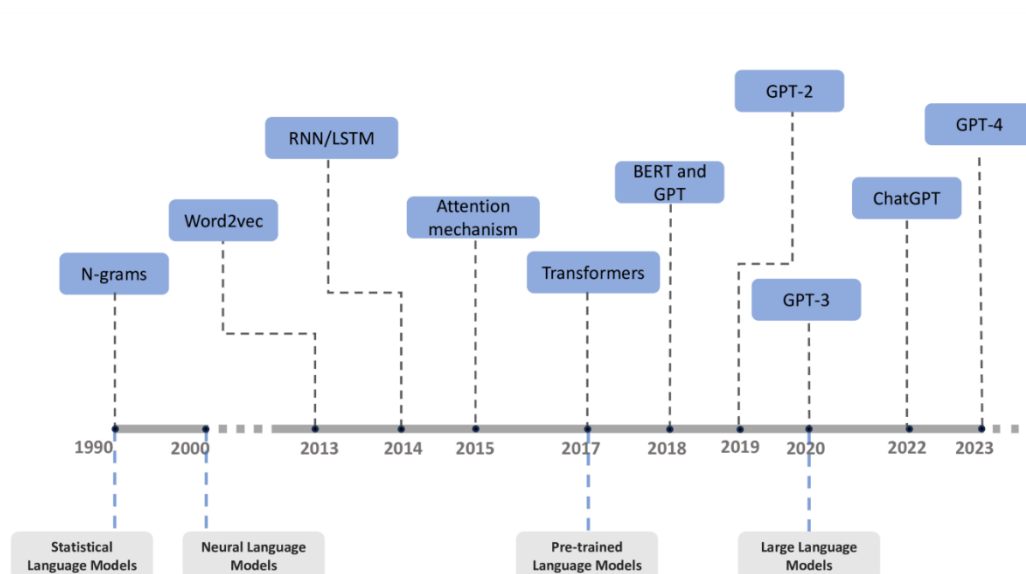 GPT-2
GPT-4
RNN/LSTM
BERT and
GPT
ChatGPT
Word2vec
Attention
mechanism
N-grams
Transformers
GPT-3
1990
2000
2013
2014
2015
2017
2018
2019
2020
2022
2023
Statistical
Language Models
Neural Language
Models
Pre-trained
Language Models
Large Language
Models